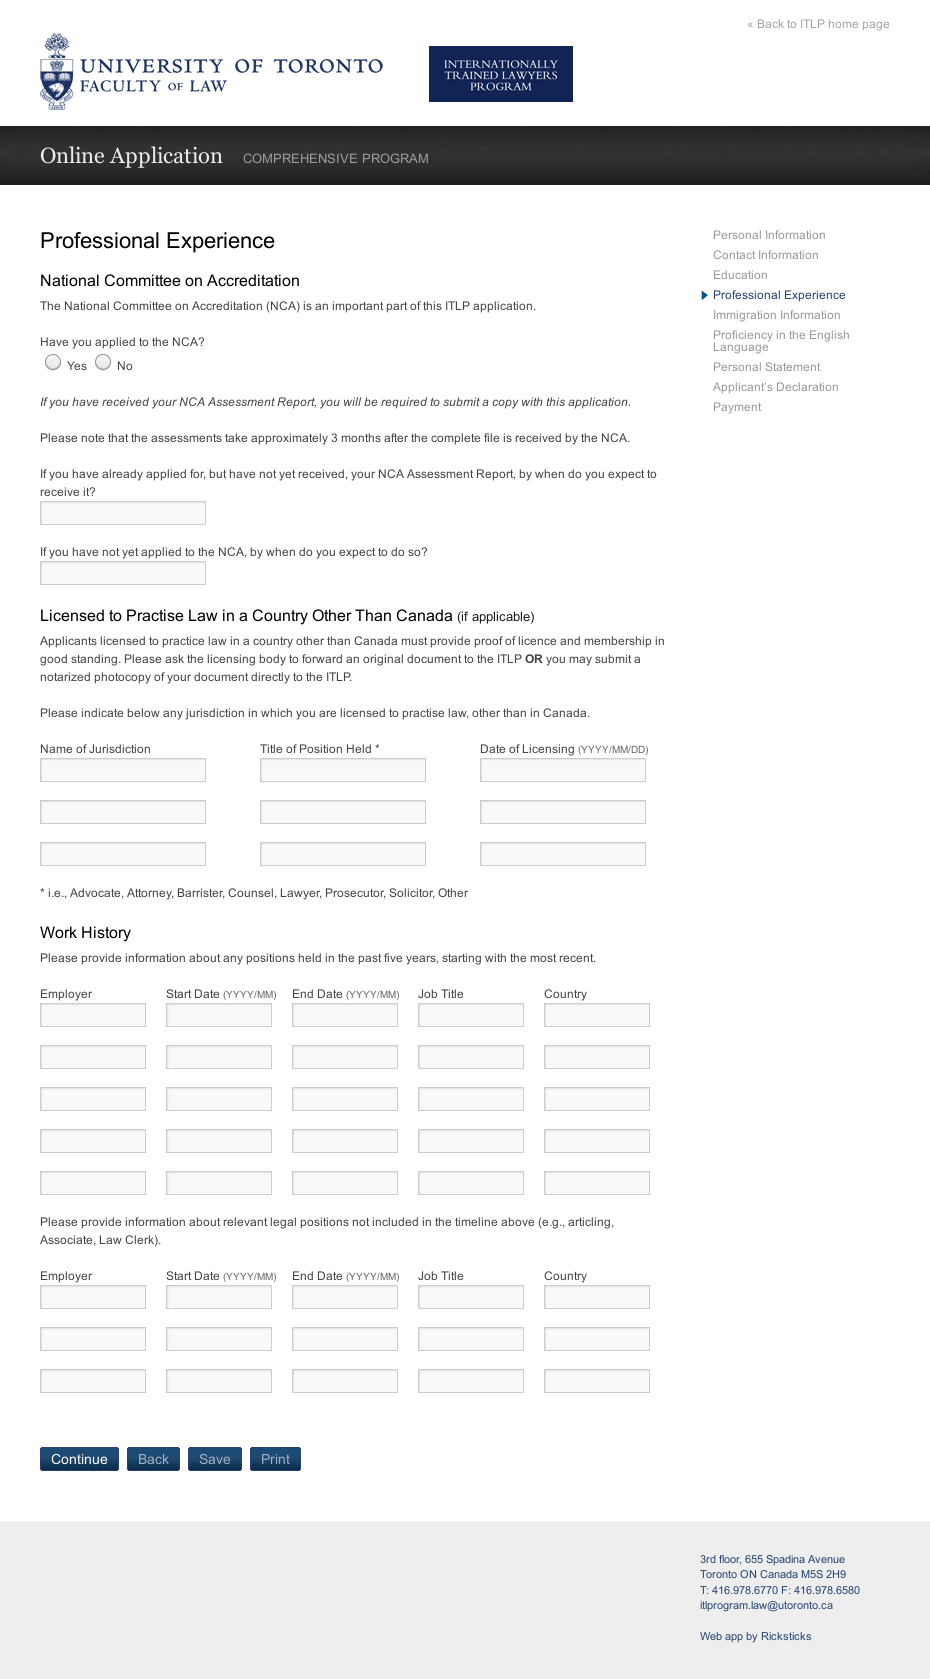 « Back to ITLP home page
UNIVERSITY OF TORONTO
FACULTY OF LAW
INTERNATIONALLY
TRAINED LAWYERS
PROGRAM
Online Application COMPREHENSIVE PROGRAM
Professional Experience
National Committee on Accreditation
The National Committee on Accreditation (NCA) is an important part of this ITLP application.
Have you applied to the NCA?
Yes No
If you have received your NCA Assessment Report, you will be required to submit a copy with this application.
Please note that the assessments take approximately 3 months after the complete file is received by the NCA.
If you have already applied for, but have not yet received, your NCA Assessment Report, by when do you expect to
receive it?
If you have not yet applied to the NCA, by when do you expect to do so?
Licensed to Practise Law in a Country Other Than Canada (if applicable)
Applicants licensed to practice law in a country other than Canada must provide proof of licence and membership in
good standing. Please ask the licensing body to forward an original document to the ITLP OR you may submit a
notarized photocopy of your document directly to the ITLP.
Please indicate below any jurisdiction in which you are licensed to practise law, other than in Canada.
Name of Jurisdiction Title of Position Held * Date of Licensing (YYYY/MM/DD)
* i.e., Advocate, Attorney, Barrister, Counsel, Lawyer, Prosecutor, Solicitor, Other
Work History
Please provide information about any positions held in the past five years, starting with the most recent.
Employer Start Date (YYYY/MM) End Date (YYYY/MM) Job Title Country
Please provide information about relevant legal positions not included in the timeline above (e.g., articling,
Associate, Law Clerk).
Employer Start Date (YYYY/MM) End Date (YYYY/MM) Job Title Country
Continue Back Save Print
Personal Information
Contact Information
Education
Professional Experience
Immigration Information
Proficiency in the English
Language
Personal Statement
Applicant's Declaration
Payment
3rd floor, 655 Spadina Avenue
Toronto ON Canada M5S 2H9
T: 416.978.6770 F: 416.978.6580
itlprogram.law@utoronto.ca
Web app by Ricksticks